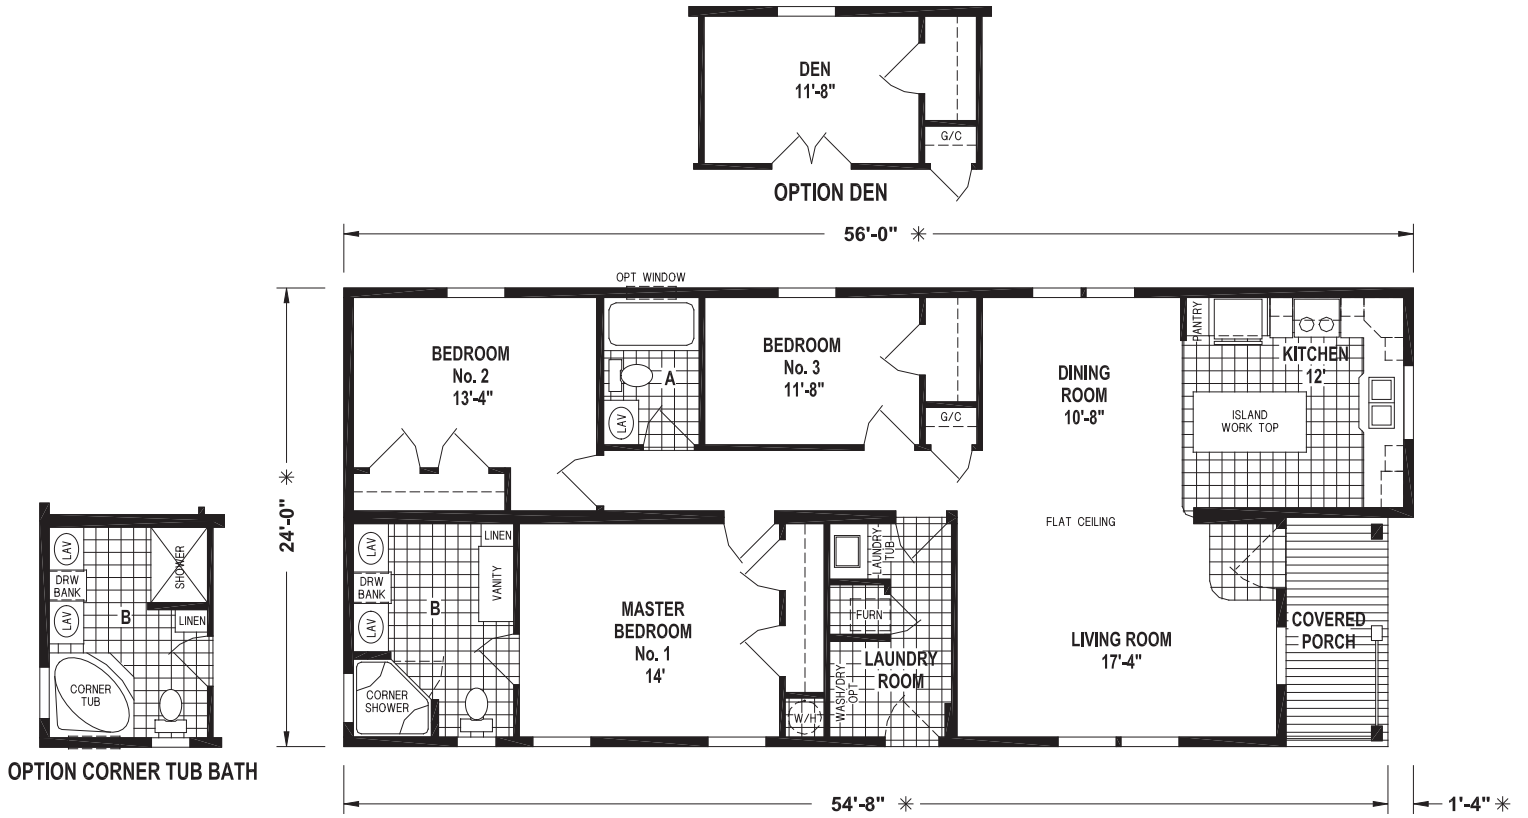 DEN
11'-8"
G/C
OPTION DEN
56'-0" ✳
OPT WINDOW
BEDROOM
No. 2
13'-4"
A
LAV
BEDROOM
No. 3
11'-8"
G/C
DINING
ROOM
10'-8"
PANTRY
KITCHEN
12'
ISLAND
WORK TOP
24'-0" ✳
FLAT CEILING
LAV
DRW
BANK
LAV
LINEN
VANITY
B
CORNER
SHOWER
MASTER
BEDROOM
No. 1
14'
W/H
LAUNDRY
TUB
FURN
LAUNDRY
ROOM
WASH/DRY
OPT
LIVING ROOM
17'-4"
COVERED
PORCH
LAV
DRW
BANK
LAV
SHOWER
B
LINEN
CORNER
TUB
OPTION CORNER TUB BATH
54'-8" ✳
1'-4" ✳